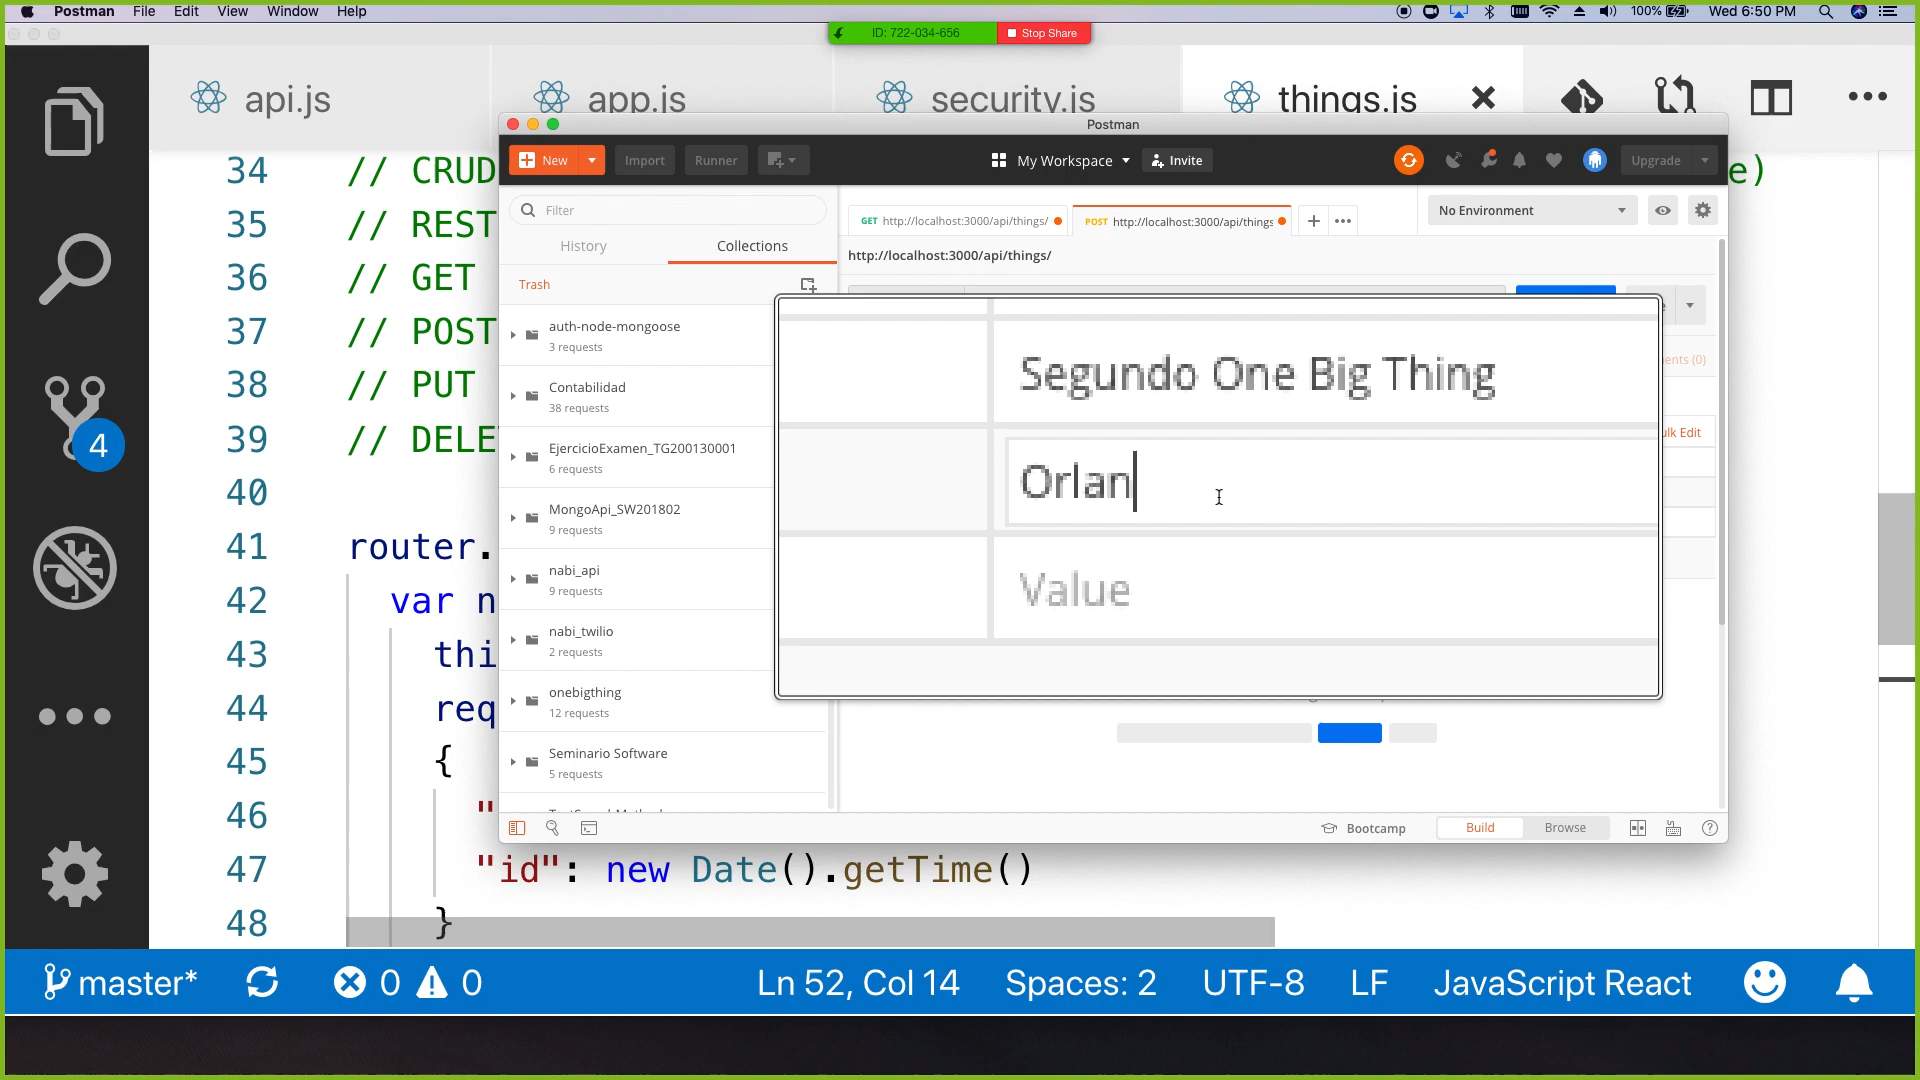 Postman File Edit View Window Help
100% Wed 6:50 PM
ID: 722-034-656 Stop Share
api.js app.js security.js things.js
Postman
New Import Runner My Workspace Invite Upgrade
Filter
History Collections
Trash
auth-node-mongoose
3 requests
Contabilidad
38 requests
EjercicioExamen_TG200130001
6 requests
MongoApi_SW201802
9 requests
nabi_api
9 requests
nabi_twilio
2 requests
onebigthing
12 requests
Seminario Software
5 requests
GET http://localhost:3000/api/things/
POST http://localhost:3000/api/things
No Environment
http://localhost:3000/api/things/
ents (0)
ulk Edit
Segundo One Big Thing
Orlan
Value
Bootcamp Build Browse
34 // CRUD e)
35 // REST
36 // GET
37 // POST
38 // PUT
39 // DELE
40
41 router.
42 var n
43 thi
44 req
45 {
46 "
47 "id": new Date().getTime()
48 }
4
master* 0 0 Ln 52, Col 14 Spaces: 2 UTF-8 LF JavaScript React